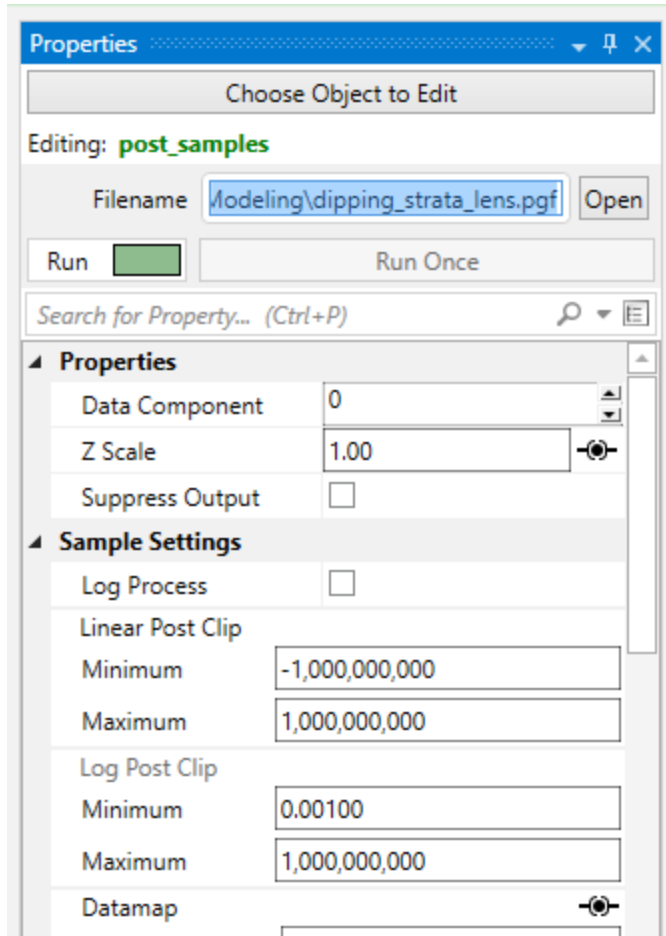 Properties
Choose Object to Edit
Editing: post_samples
Filename Modeling\dipping_strata_lens.pgf Open
Run Run Once
Search for Property... (Ctrl+P)
Properties
Data Component 0
Z Scale 1.00
Suppress Output
Sample Settings
Log Process
Linear Post Clip
Minimum -1,000,000,000
Maximum 1,000,000,000
Log Post Clip
Minimum 0.00100
Maximum 1,000,000,000
Datamap